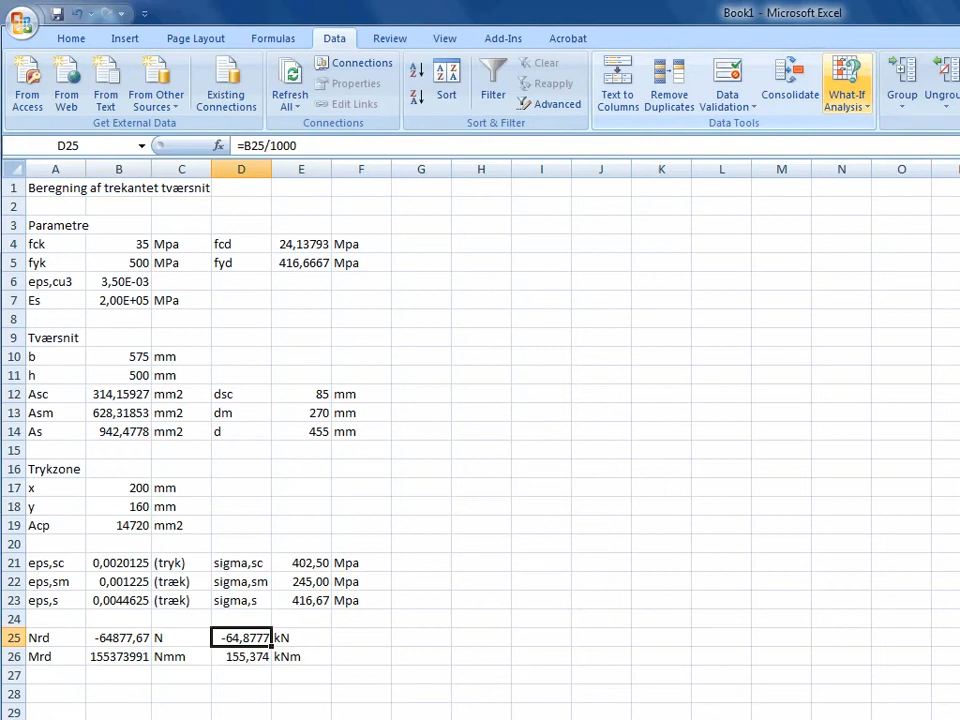 Book1 - Microsoft Excel
Home Insert Page Layout Formulas Data Review View Add-Ins Acrobat
From Access
From Web
From Text
From Other Sources
Existing Connections
Get External Data
Refresh All
Connections
Properties
Edit Links
Connections
Sort
Filter
Clear
Reapply
Advanced
Sort & Filter
Text to Columns
Remove Duplicates
Data Validation
Consolidate
What-If Analysis
Data Tools
Group
Ungrou
D25 fx =B25/1000
A B C D E F G H I J K L M N O
1 Beregning af trekantet tværsnit
2
3 Parametre
4 fck 35 Mpa fcd 24,13793 Mpa
5 fyk 500 MPa fyd 416,6667 Mpa
6 eps,cu3 3,50E-03
7 Es 2,00E+05 MPa
8
9 Tværsnit
10 b 575 mm
11 h 500 mm
12 Asc 314,15927 mm2 dsc 85 mm
13 Asm 628,31853 mm2 dm 270 mm
14 As 942,4778 mm2 d 455 mm
15
16 Trykzone
17 x 200 mm
18 y 160 mm
19 Acp 14720 mm2
20
21 eps,sc 0,0020125 (tryk) sigma,sc 402,50 Mpa
22 eps,sm 0,001225 (træk) sigma,sm 245,00 Mpa
23 eps,s 0,0044625 (træk) sigma,s 416,67 Mpa
24
25 Nrd -64877,67 N -64,8777 kN
26 Mrd 155373991 Nmm 155,374 kNm
27
28
29